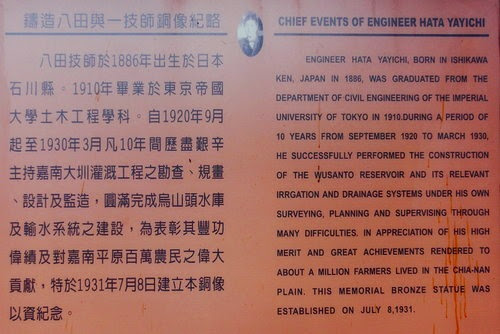 鑄造八田與一技師銅像紀略
八田技師於1886年出生於日本
石川縣。1910年畢業於東京帝國
大學土木工程學科。自1920年9月
起至1930年3月凡10年間歷盡艱辛
主持嘉南大圳灌溉工程之勘查、規畫
、設計及監造，圓滿完成烏山頭水庫
及輸水系統之建設，為表彰其豐功
偉績及對嘉南平原百萬農民之偉大
貢獻，特於1931年7月8日建立本銅像
以資紀念。
CHIEF EVENTS OF ENGINEER HATA YAYICHI
ENGINEER HATA YAYICHI, BORN IN ISHIKAWA
KEN, JAPAN IN 1886, WAS GRADUATED FROM THE
DEPARTMENT OF CIVIL ENGINEERING OF THE IMPERIAL
UNIVERSITY OF TOKYO IN 1910.DURING A PERIOD OF
10 YEARS FROM SEPTEMBER 1920 TO MARCH 1930,
HE SUCCESSFULLY PERFORMED THE CONSTRUCTION
OF THE WUSANTO RESERVOIR AND ITS RELEVANT
IRRGATION AND DRAINAGE SYSTEMS UNDER HIS OWN
SURVEYING, PLANNING AND SUPERVISING THROUGH
MANY DIFFICULTIES. IN APPRECIATION OF HIS HIGH
MERIT AND GREAT ACHIEVEMENTS RENDERED TO
ABOUT A MILLION FARMERS LIVED IN THE CHIA-NAN
PLAIN. THIS MEMORIAL BRONZE STATUE WAS
ESTABLISHED ON JULY 8,1931.